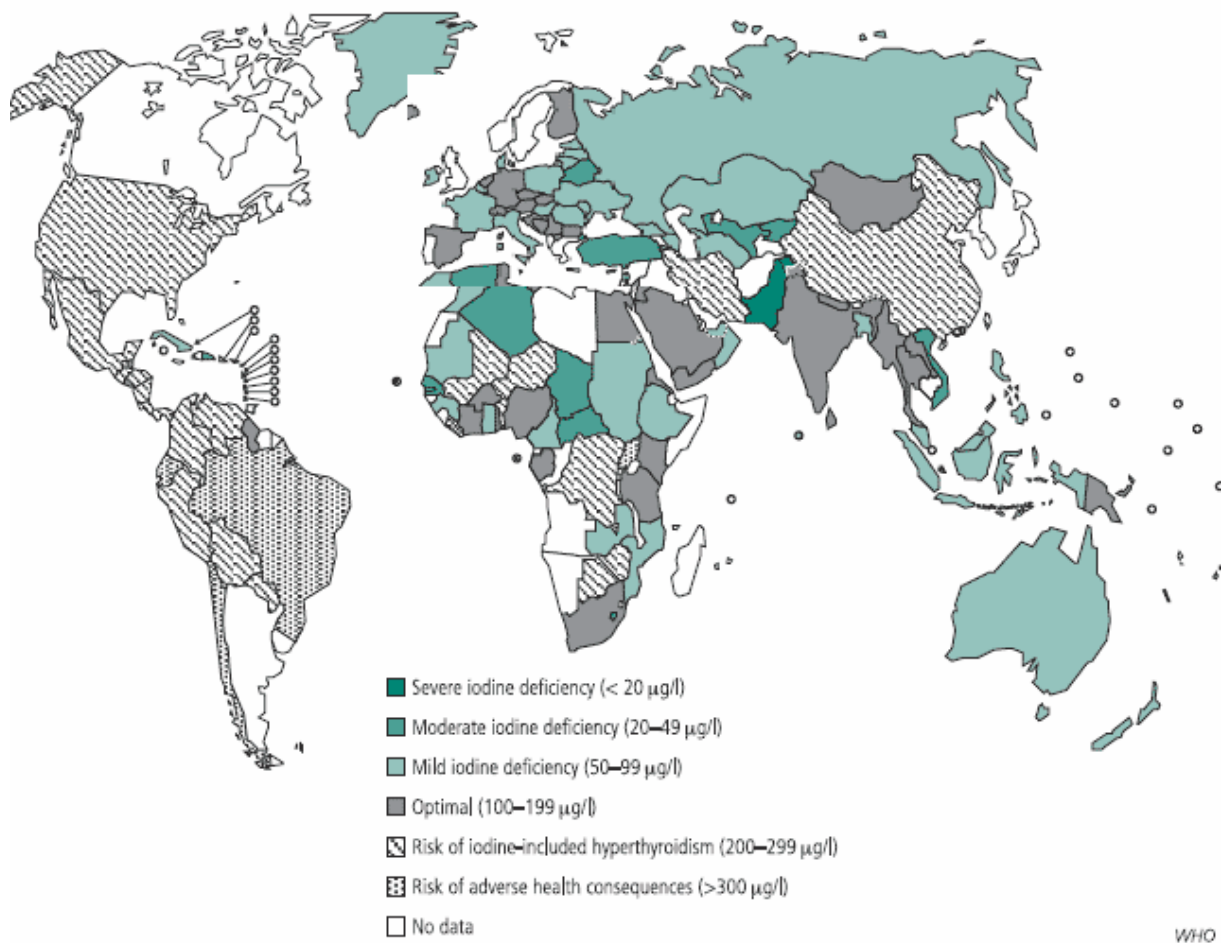 Severe iodine deficiency (< 20 µg/l)
Moderate iodine deficiency (20–49 µg/l)
Mild iodine deficiency (50–99 µg/l)
Optimal (100–199 µg/l)
Risk of iodine-included hyperthyroidism (200–299 µg/l)
Risk of adverse health consequences (>300 µg/l)
No data
WHO